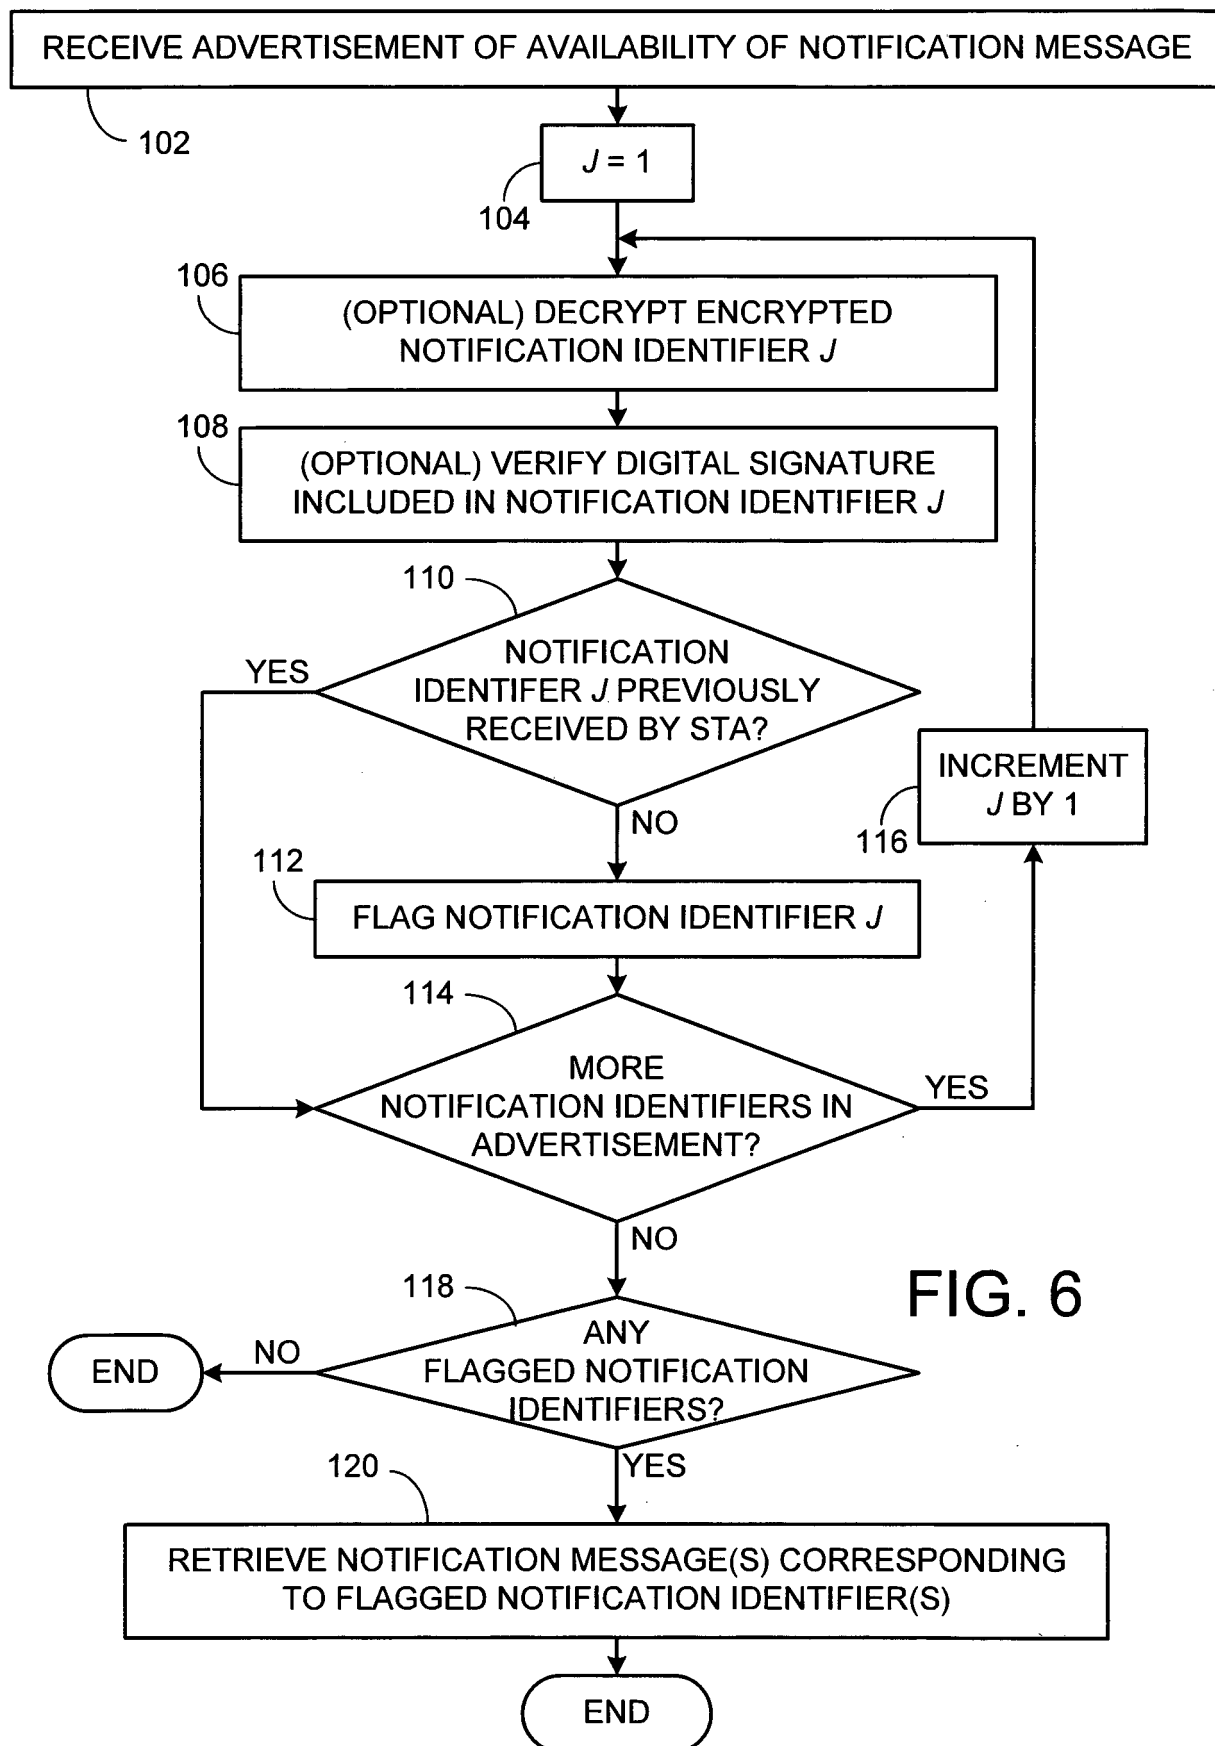 RECEIVE ADVERTISEMENT OF AVAILABILITY OF NOTIFICATION MESSAGE
102
J = 1
104
106
(OPTIONAL) DECRYPT ENCRYPTED
NOTIFICATION IDENTIFIER J
108
(OPTIONAL) VERIFY DIGITAL SIGNATURE
INCLUDED IN NOTIFICATION IDENTIFIER J
110
YES
NOTIFICATION
IDENTIFER J PREVIOUSLY
RECEIVED BY STA?
INCREMENT
J BY 1
116
NO
112
FLAG NOTIFICATION IDENTIFIER J
114
MORE
NOTIFICATION IDENTIFIERS IN
ADVERTISEMENT?
YES
NO
118
FIG. 6
ANY
FLAGGED NOTIFICATION
IDENTIFIERS?
NO
END
YES
120
RETRIEVE NOTIFICATION MESSAGE(S) CORRESPONDING
TO FLAGGED NOTIFICATION IDENTIFIER(S)
END